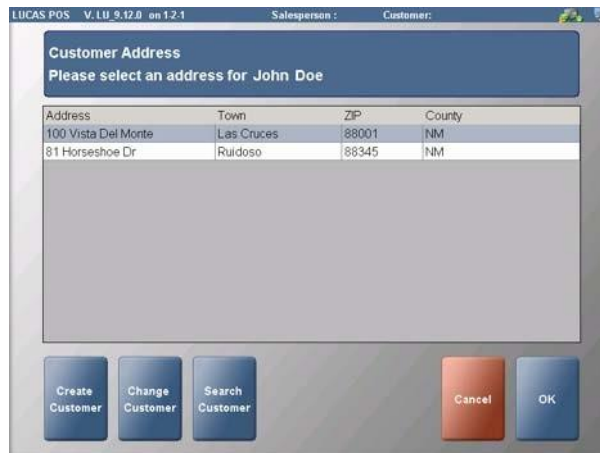 LUCAS POS V. LU_9.12.0 on 1-2-1 Salesperson : Customer:
Customer Address
Please select an address for John Doe
Address Town ZIP County
100 Vista Del Monte Las Cruces 88001 NM
81 Horseshoe Dr Ruidoso 88345 NM
Create Customer
Change Customer
Search Customer
Cancel
OK